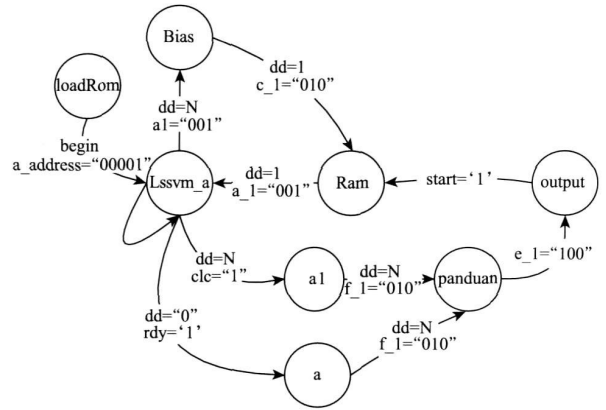 Bias
loadRom
dd=1
c_1=“010”
dd=N
a1=“001”
begin
a_address=“00001”
Lssvm_a
dd=1
a_1=“001”
Ram
start=‘1’
output
dd=N
clc=“1”
a1
dd=N
f_1=“010”
panduan
e_1=“100”
dd=“0”
rdy=‘1’
dd=N
f_1=“010”
a